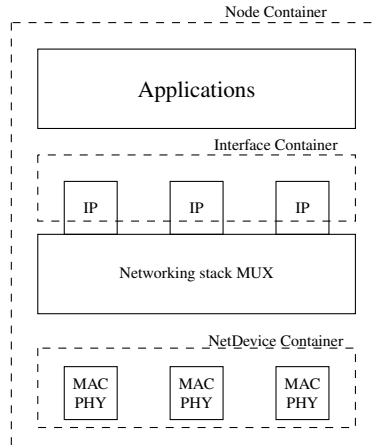 Node Container
Applications
Interface Container
IP IP IP
Networking stack MUX
NetDevice Container
MAC MAC MAC
PHY PHY PHY